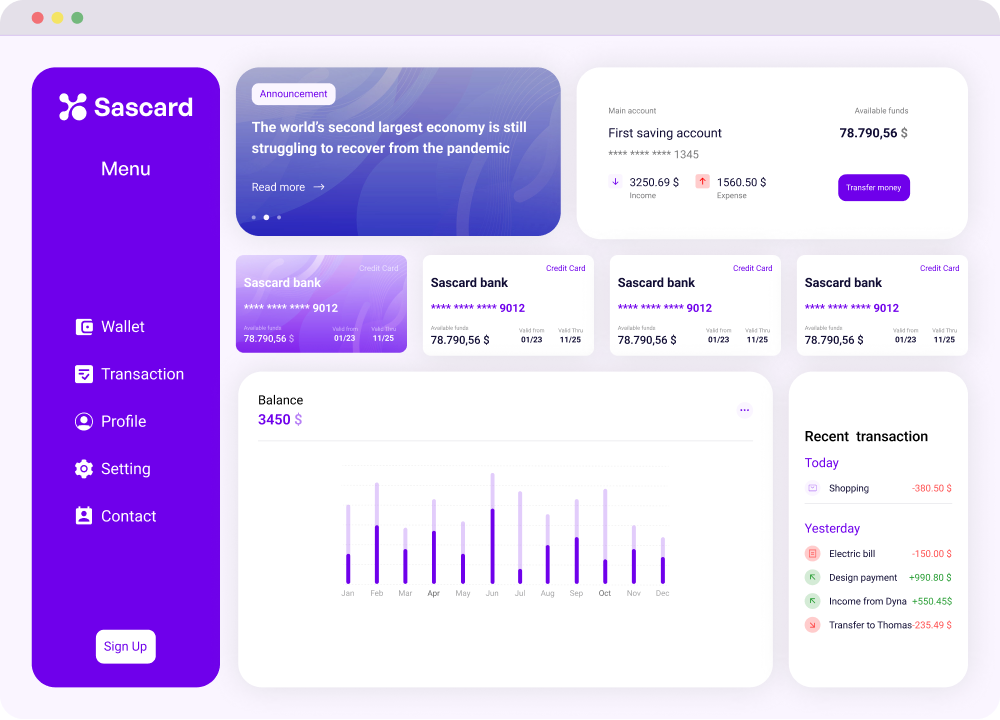 Sascard
Menu
Wallet
Transaction
Profile
Setting
Contact
Sign Up
Announcement
The world's second largest economy is still
struggling to recover from the pandemic
Read more
Main account
Available funds
First saving account
78.790,56 $
**** **** **** 1345
3250.69 $
Income
1560.50 $
Expense
Transfer money
Credit Card
Sascard bank
**** **** **** 9012
Available funds
Valid from
Valid Thru
78.790,56 $
01/23
11/25
Credit Card
Sascard bank
**** **** **** 9012
Available funds
Valid from
Valid Thru
78.790,56 $
01/23
11/25
Credit Card
Sascard bank
**** **** **** 9012
Available funds
Valid from
Valid Thru
78.790,56 $
01/23
11/25
Credit Card
Sascard bank
**** **** **** 9012
Available funds
Valid from
Valid Thru
78.790,56 $
01/23
11/25
Balance
3450 $
Jan Feb Mar Apr May Jun Jul Aug Sep Oct Nov Dec
Recent transaction
Today
Shopping -380.50 $
Yesterday
Electric bill -150.00 $
Design payment +990.80 $
Income from Dyna +550.45$
Transfer to Thomas -235.49 $